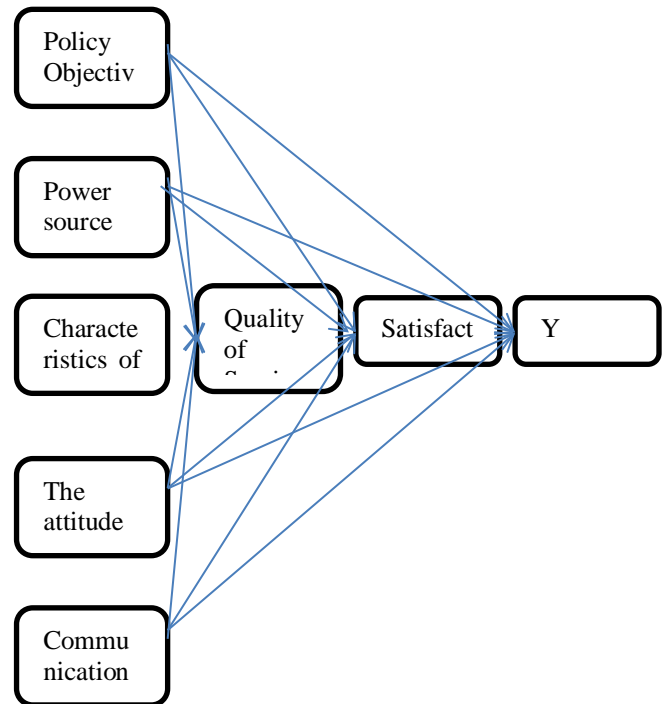 Policy
Objectiv
Power
source
Characte
ristics of
Quality
of
Satisfact
Y
The
attitude
Commu
nication